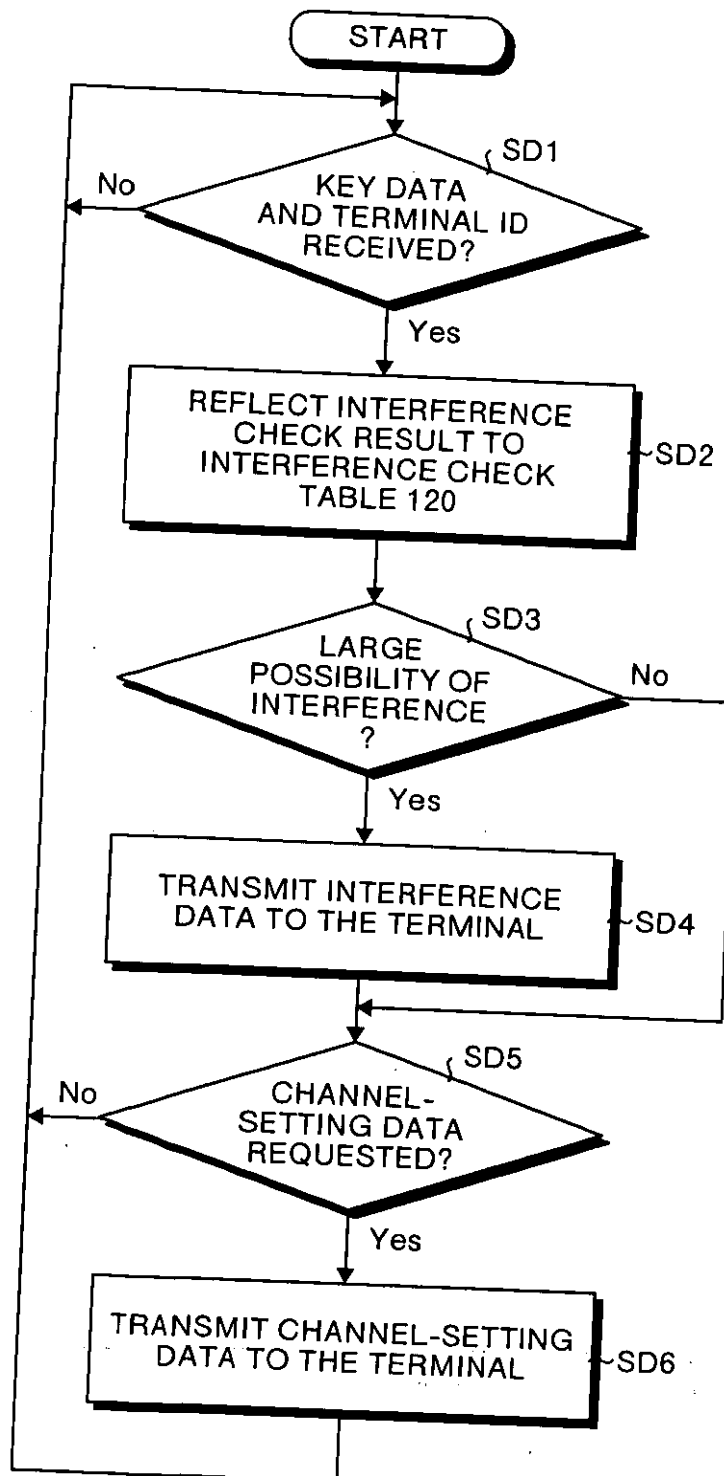 START
SD1
No
KEY DATA
AND TERMINAL ID
RECEIVED?
Yes
REFLECT INTERFERENCE
CHECK RESULT TO
INTERFERENCE CHECK
TABLE 120
SD2
SD3
LARGE
POSSIBILITY OF
INTERFERENCE
?
No
Yes
TRANSMIT INTERFERENCE
DATA TO THE TERMINAL
SD4
SD5
No
CHANNEL-
SETTING DATA
REQUESTED?
Yes
TRANSMIT CHANNEL-SETTING
DATA TO THE TERMINAL
SD6